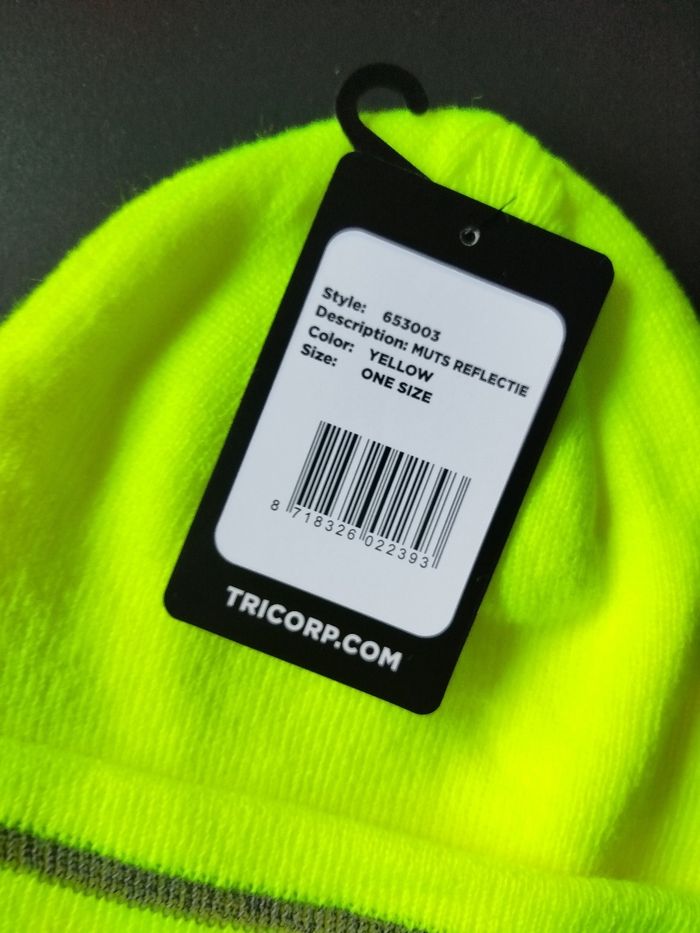 Style: 653003
Description: MUTS REFLECTIE
Color: YELLOW
Size: ONE SIZE
8 718326 022393
TRICORP.COM